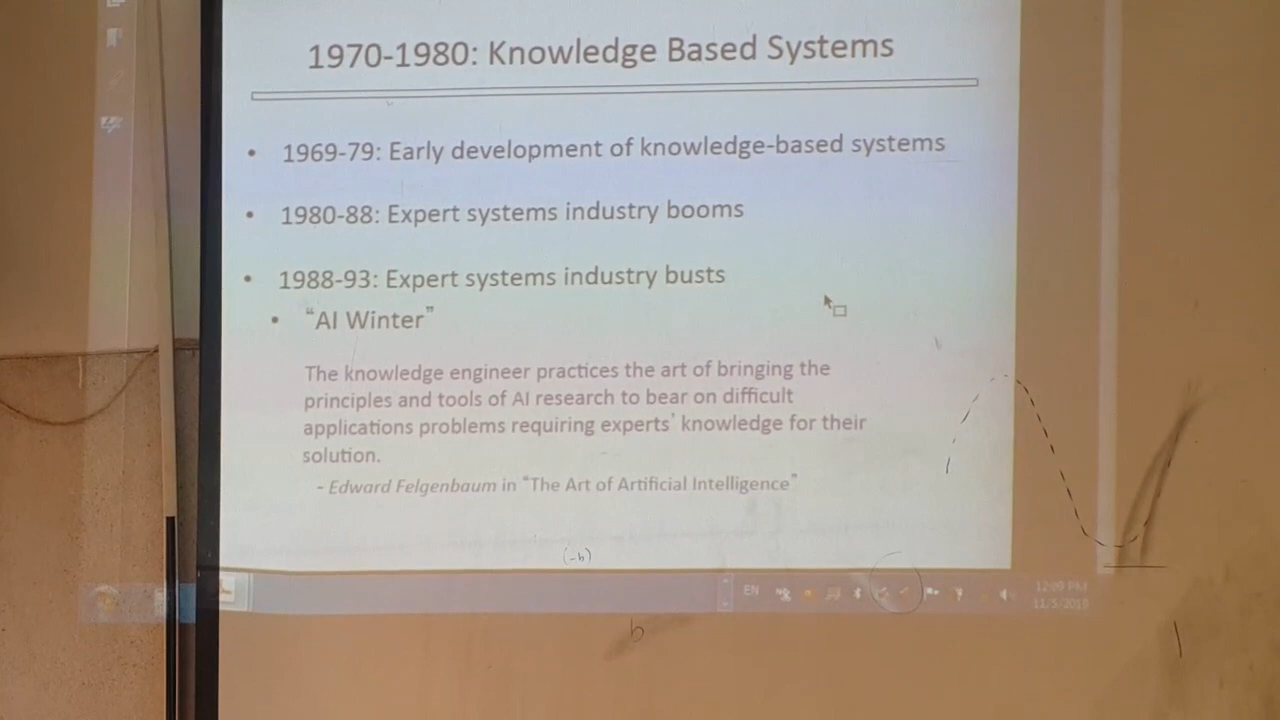 1970-1980: Knowledge Based Systems
• 1969-79: Early development of knowledge-based systems
• 1980-88: Expert systems industry booms
• 1988-93: Expert systems industry busts
• “AI Winter”
The knowledge engineer practices the art of bringing the
principles and tools of AI research to bear on difficult
applications problems requiring experts’ knowledge for their
solution.
- Edward Felgenbaum in “The Art of Artificial Intelligence”
(-b)
EN
12:09 PM
b